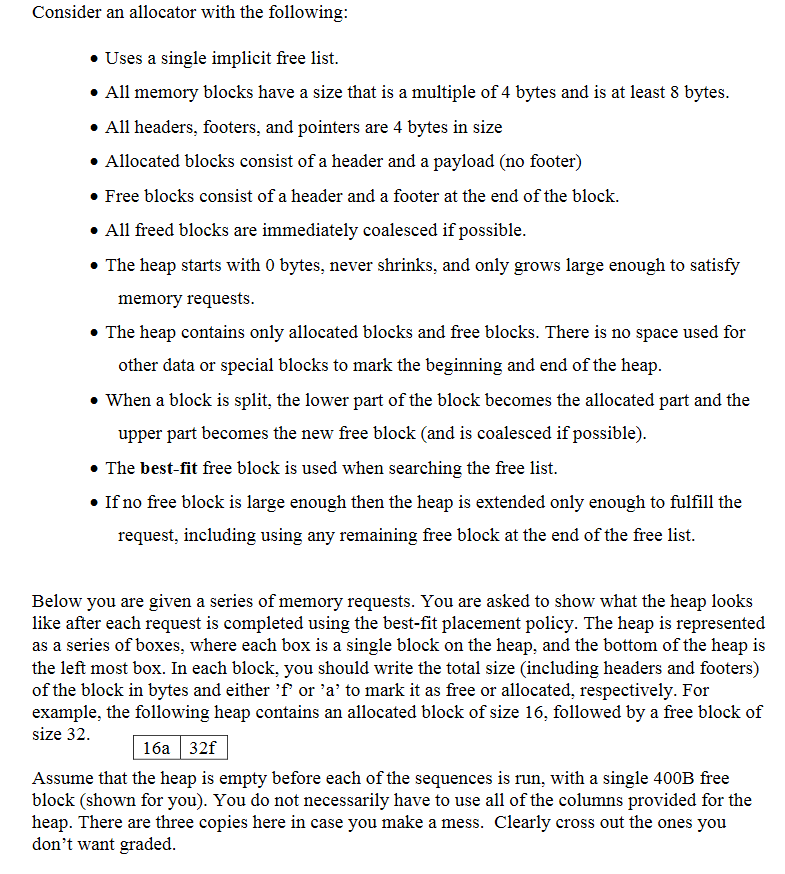 Consider an allocator with the following:
• Uses a single implicit free list.
• All memory blocks have a size that is a multiple of 4 bytes and is at least 8 bytes.
• All headers, footers, and pointers are 4 bytes in size
• Allocated blocks consist of a header and a payload (no footer)
• Free blocks consist of a header and a footer at the end of the block.
• All freed blocks are immediately coalesced if possible.
• The heap starts with 0 bytes, never shrinks, and only grows large enough to satisfy
memory requests.
• The heap contains only allocated blocks and free blocks. There is no space used for
other data or special blocks to mark the beginning and end of the heap.
• When a block is split, the lower part of the block becomes the allocated part and the
upper part becomes the new free block (and is coalesced if possible).
• The best-fit free block is used when searching the free list.
• If no free block is large enough then the heap is extended only enough to fulfill the
request, including using any remaining free block at the end of the free list.
Below you are given a series of memory requests. You are asked to show what the heap looks
like after each request is completed using the best-fit placement policy. The heap is represented
as a series of boxes, where each box is a single block on the heap, and the bottom of the heap is
the left most box. In each block, you should write the total size (including headers and footers)
of the block in bytes and either ’f’ or ’a’ to mark it as free or allocated, respectively. For
example, the following heap contains an allocated block of size 16, followed by a free block of
size 32.
16a 32f
Assume that the heap is empty before each of the sequences is run, with a single 400B free
block (shown for you). You do not necessarily have to use all of the columns provided for the
heap. There are three copies here in case you make a mess. Clearly cross out the ones you
don’t want graded.